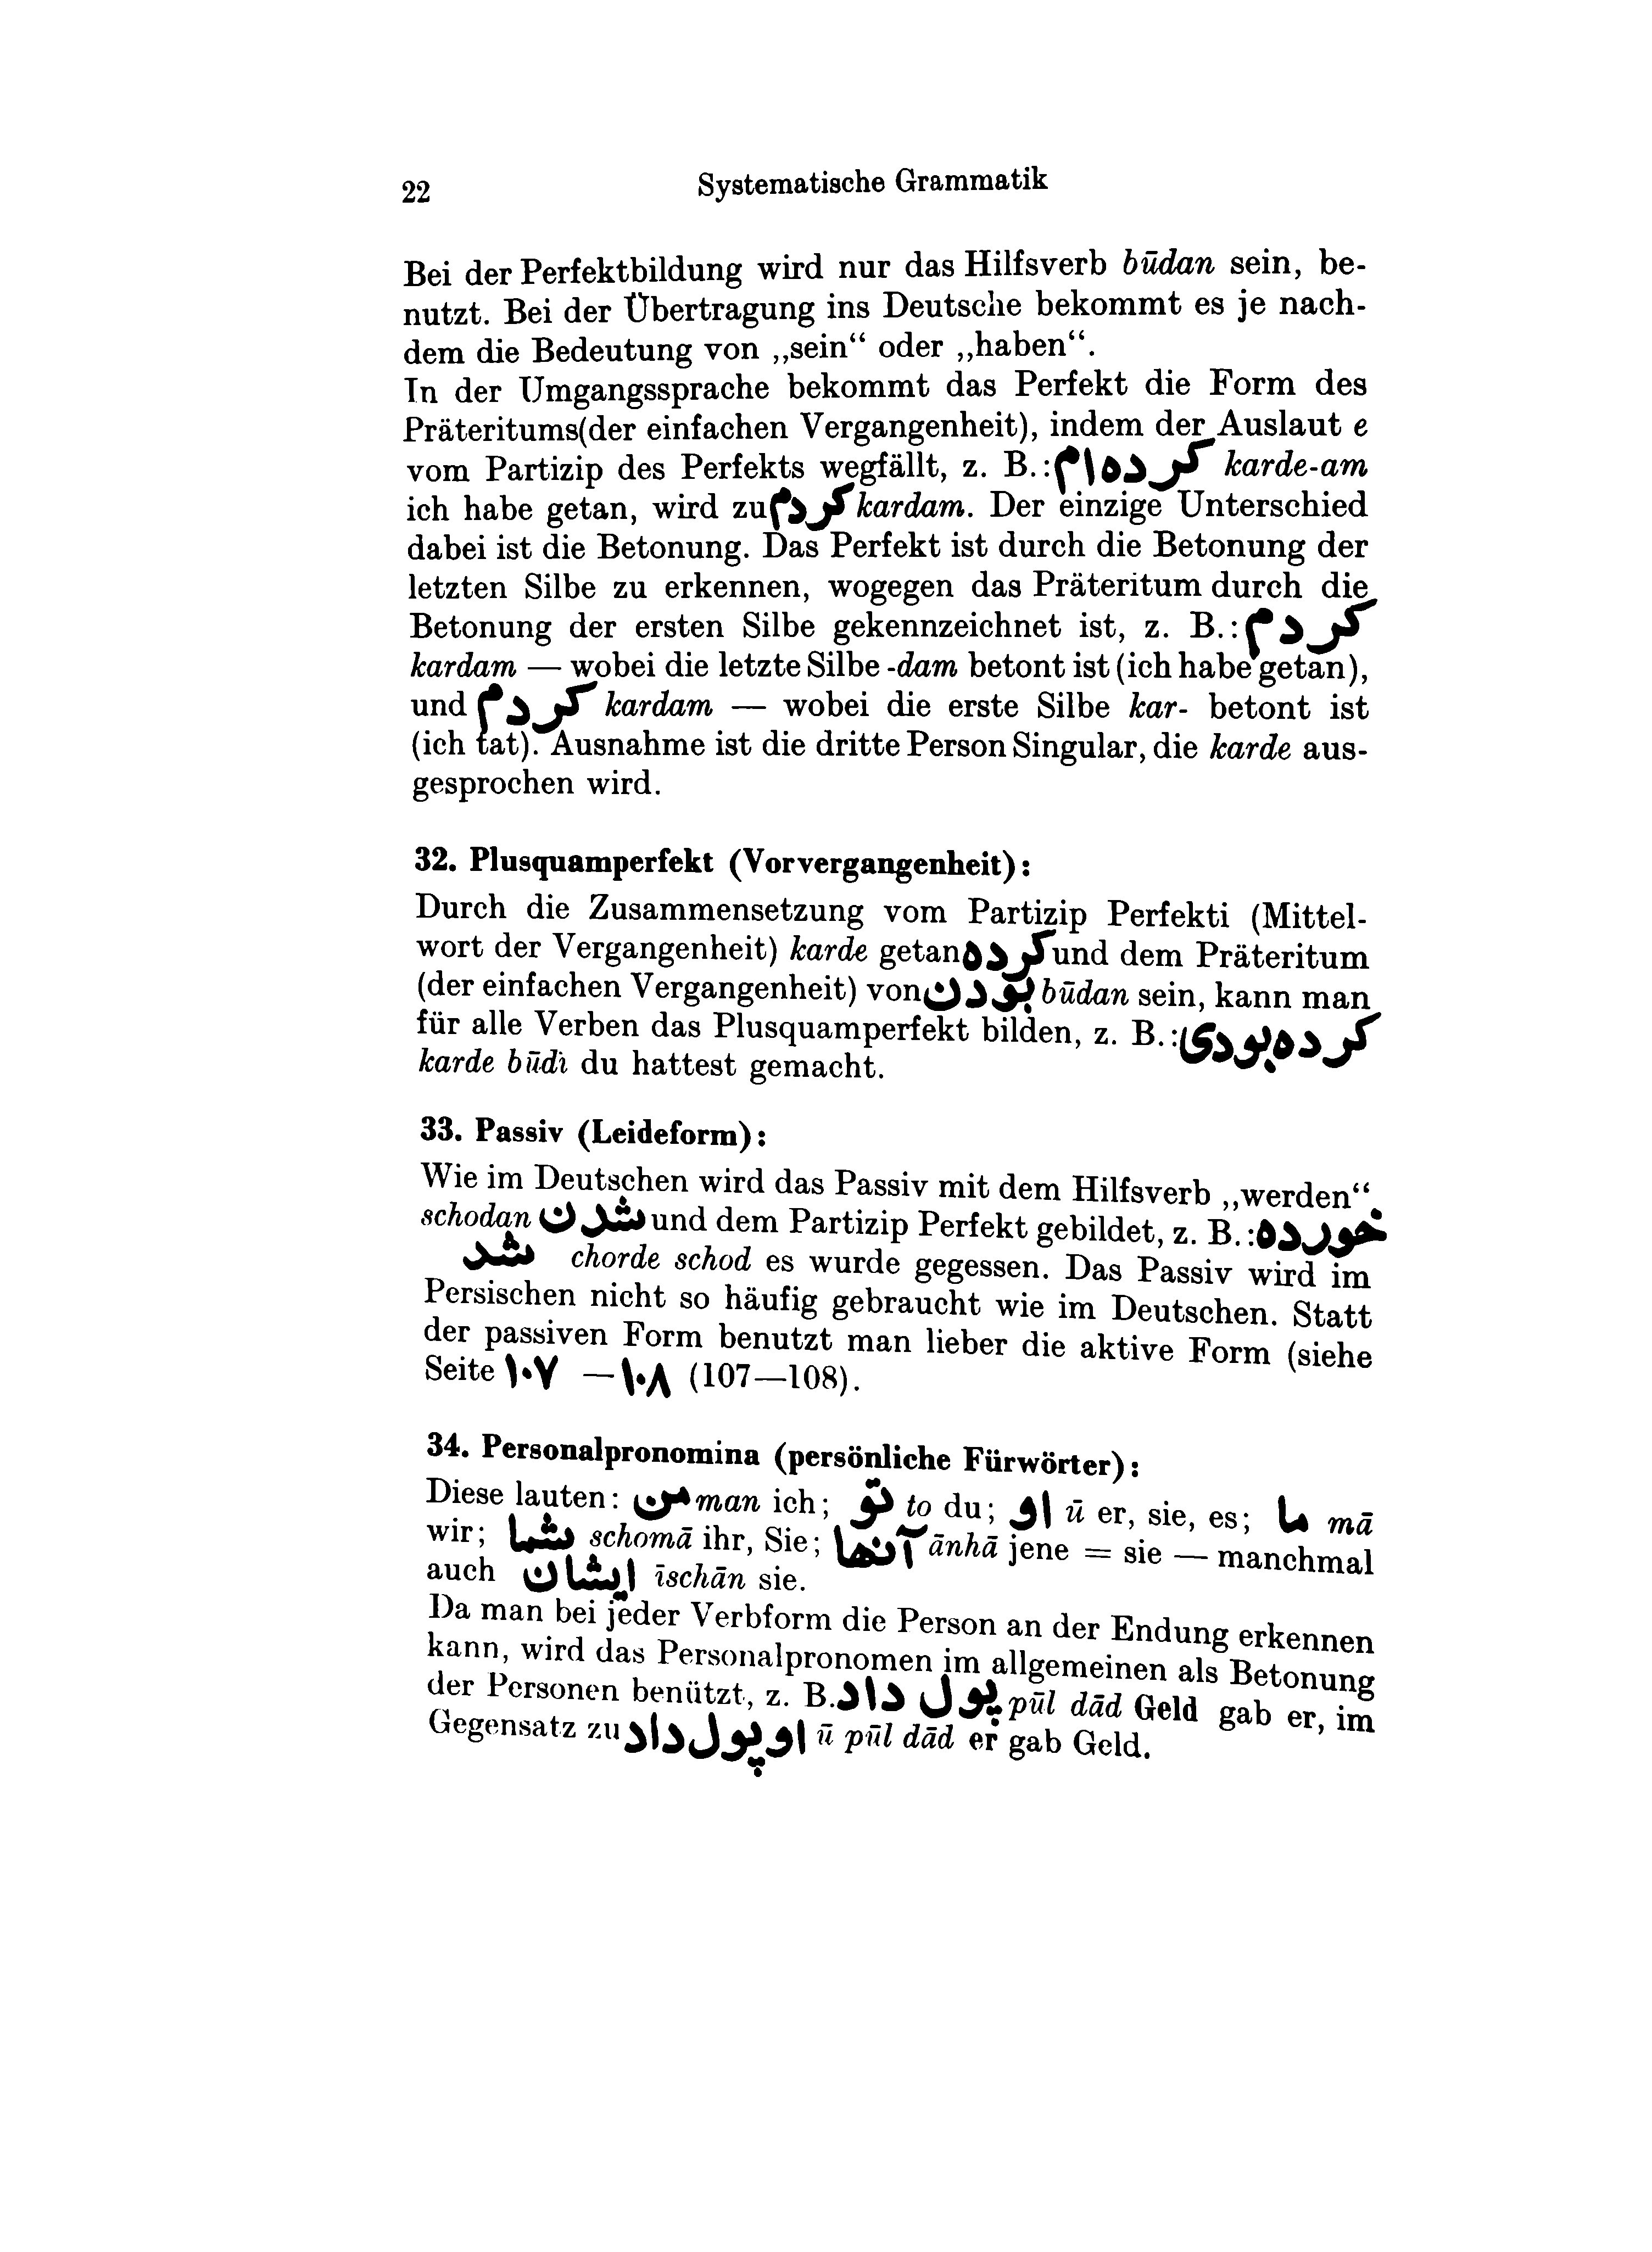 22
Systematische Grammatik
Bei der Perfektbildung wird nur das Hilfsverb būdan sein, be-
nutzt. Bei der Übertragung ins Deutsche bekommt es je nach-
dem die Bedeutung von „sein“ oder „haben“.
In der Umgangssprache bekommt das Perfekt die Form des
Präteritums(der einfachen Vergangenheit), indem der Auslaut e
vom Partizip des Perfekts wegfällt, z. B.: کرده‌ام karde-am
ich habe getan, wird zu کردم kardam. Der einzige Unterschied
dabei ist die Betonung. Das Perfekt ist durch die Betonung der
letzten Silbe zu erkennen, wogegen das Präteritum durch die
Betonung der ersten Silbe gekennzeichnet ist, z. B.: کردم
kardam — wobei die letzte Silbe -dam betont ist (ich habe getan),
und کردم kardam — wobei die erste Silbe kar- betont ist
(ich tat). Ausnahme ist die dritte Person Singular, die karde aus-
gesprochen wird.
32. Plusquamperfekt (Vorvergangenheit):
Durch die Zusammensetzung vom Partizip Perfekti (Mittel-
wort der Vergangenheit) karde getan کرده und dem Präteritum
(der einfachen Vergangenheit) von بودن būdan sein, kann man
für alle Verben das Plusquamperfekt bilden, z. B.: کرده بودی
karde būdi du hattest gemacht.
33. Passiv (Leideform):
Wie im Deutschen wird das Passiv mit dem Hilfsverb „werden“
schodan شدن und dem Partizip Perfekt gebildet, z. B.: خورده
شد chorde schod es wurde gegessen. Das Passiv wird im
Persischen nicht so häufig gebraucht wie im Deutschen. Statt
der passiven Form benutzt man lieber die aktive Form (siehe
Seite ۱۰۷ — ۱۰۸ (107—108).
34. Personalpronomina (persönliche Fürwörter):
Diese lauten: من man ich; تو to du; او ū er, sie, es; ما mā
wir; شما schomā ihr, Sie; آنها ānhā jene = sie — manchmal
auch ایشان īschān sie.
Da man bei jeder Verbform die Person an der Endung erkennen
kann, wird das Personalpronomen im allgemeinen als Betonung
der Personen benützt, z. B. پول داد pūl dād Geld gab er, im
Gegensatz zu او پول داد ū pūl dād er gab Geld.